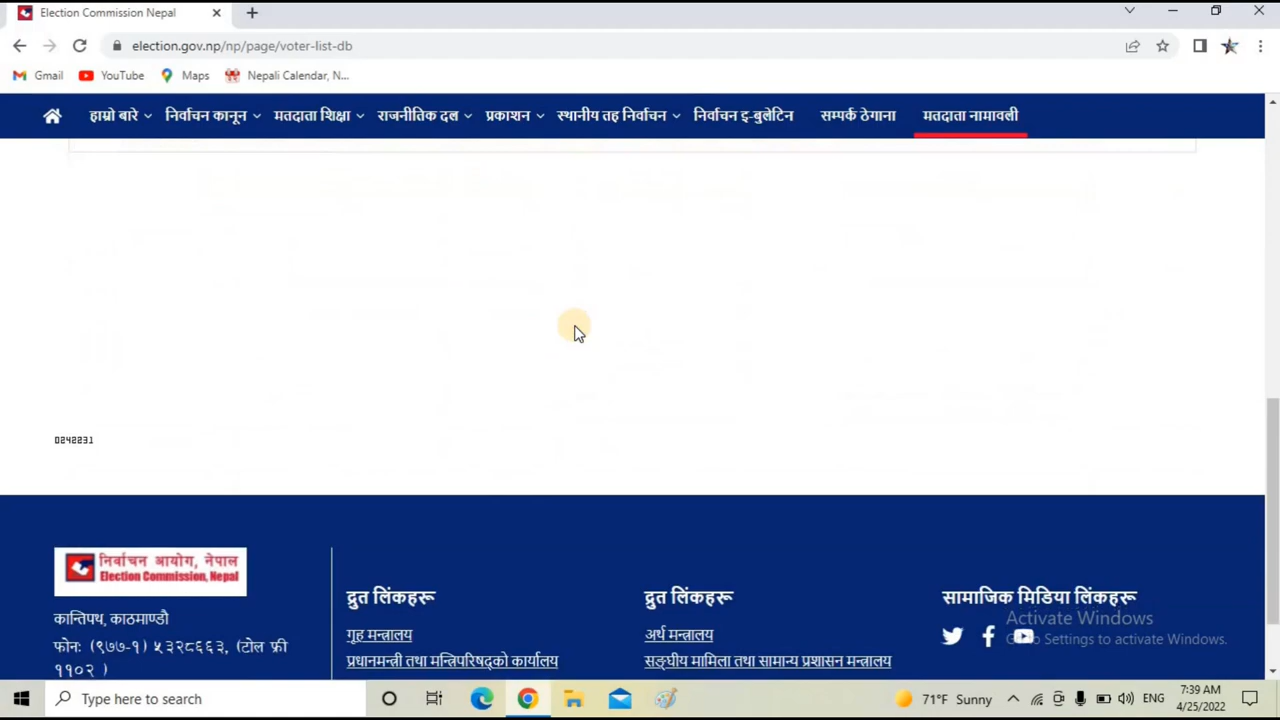 Election Commission Nepal
election.gov.np/np/page/voter-list-db
Gmail YouTube Maps Nepali Calendar, N...
हाम्रो बारे निर्वाचन कानून मतदाता शिक्षा राजनीतिक दल प्रकाशन स्थानीय तह निर्वाचन निर्वाचन इ-बुलेटिन सम्पर्क ठेगाना मतदाता नामावली
0242231
निर्वाचन आयोग, नेपाल
Election Commission, Nepal
कान्तिपथ, काठमाण्डौ
फोन: (९७७-१) ५३२८६६३, (टोल फ्री
११०२ )
द्रुत लिंकहरू
गृह मन्त्रालय
प्रधानमन्त्री तथा मन्त्रिपरिषद्को कार्यालय
द्रुत लिंकहरू
अर्थ मन्त्रालय
सङ्घीय मामिला तथा सामान्य प्रशासन मन्त्रालय
सामाजिक मिडिया लिंकहरू
Activate Windows
Go to Settings to activate Windows.
Type here to search
71°F Sunny
ENG
7:39 AM
4/25/2022